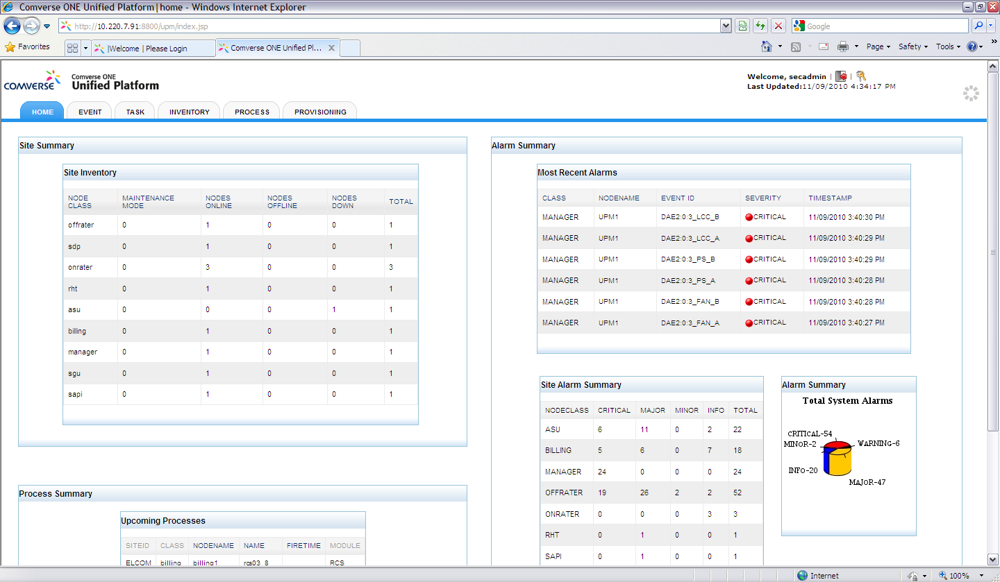 Comverse ONE Unified Platform|home - Windows Internet Explorer
http://10.220.7.91:8800/upm/index.jsp
Google
Favorites
|Welcome | Please Login
Comverse ONE Unified Pl...
Page
Safety
Tools
COMVERSE
Comverse ONE
Unified Platform
Welcome, secadmin | |
Last Updated:11/09/2010 4:34:17 PM
HOME EVENT TASK INVENTORY PROCESS PROVISIONING
Site Summary
Site Inventory
NODE CLASS MAINTENANCE MODE NODES ONLINE NODES OFFLINE NODES DOWN TOTAL
offrater 0 1 0 0 1
sdp 0 1 0 0 1
onrater 0 3 0 0 3
rht 0 1 0 0 1
asu 0 0 0 1 1
billing 0 1 0 0 1
manager 0 1 0 0 1
sgu 0 1 0 0 1
sapi 0 1 0 0 1
Process Summary
Upcoming Processes
SITEID CLASS NODENAME NAME FIRETIME MODULE
ELCOM billing billing1 rcs03_8 RCS
Alarm Summary
Most Recent Alarms
CLASS NODENAME EVENT ID SEVERITY TIMESTAMP
MANAGER UPM1 DAE2:0:3_LCC_B CRITICAL 11/09/2010 3:40:30 PM
MANAGER UPM1 DAE2:0:3_LCC_A CRITICAL 11/09/2010 3:40:29 PM
MANAGER UPM1 DAE2:0:3_PS_B CRITICAL 11/09/2010 3:40:29 PM
MANAGER UPM1 DAE2:0:3_PS_A CRITICAL 11/09/2010 3:40:28 PM
MANAGER UPM1 DAE2:0:3_FAN_B CRITICAL 11/09/2010 3:40:28 PM
MANAGER UPM1 DAE2:0:3_FAN_A CRITICAL 11/09/2010 3:40:27 PM
Site Alarm Summary
NODECLASS CRITICAL MAJOR MINOR INFO TOTAL
ASU 6 11 0 2 22
BILLING 5 6 0 7 18
MANAGER 24 0 0 0 24
OFFRATER 19 26 2 2 52
ONRATER 0 0 0 3 3
RHT 0 1 0 0 1
SAPI 0 1 0 0 1
Alarm Summary
Total System Alarms
CRITICAL-54
MINOR-2
WARNING-6
INFO-20
MAJOR-47
Internet
100%